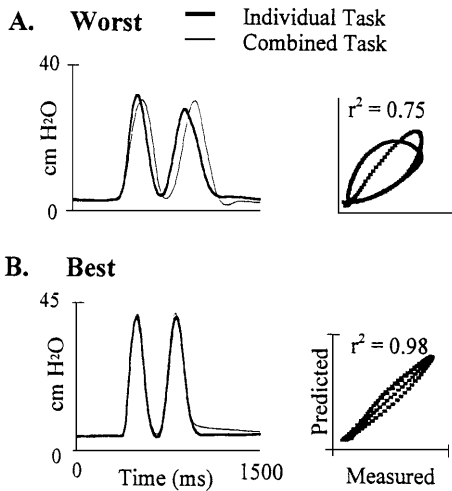 A. Worst
Individual Task
Combined Task
40
cm H2O
0
r² = 0.75
B. Best
45
cm H2O
0
0
Time (ms)
1500
r² = 0.98
Predicted
Measured